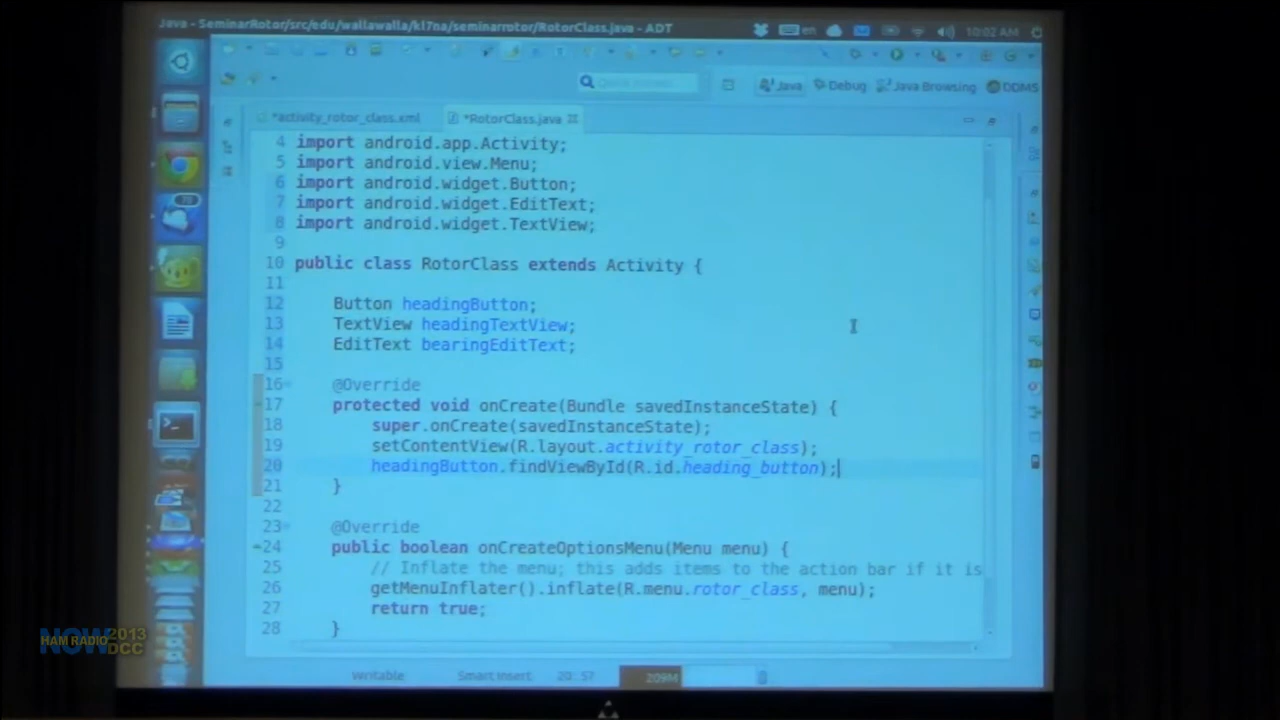 Java - SeminarRotor/src/edu/wallawalla/kl7na/seminarrotor/RotorClass.java - ADT
en
10:02 AM
Java
Debug
Java Browsing
DDMS
*activity_rotor_class.xml
*RotorClass.java
4 import android.app.Activity;
5 import android.view.Menu;
6 import android.widget.Button;
7 import android.widget.EditText;
8 import android.widget.TextView;
9
10 public class RotorClass extends Activity {
11
12 Button headingButton;
13 TextView headingTextView;
14 EditText bearingEditText;
15
16 @Override
17 protected void onCreate(Bundle savedInstanceState) {
18 super.onCreate(savedInstanceState);
19 setContentView(R.layout.activity_rotor_class);
20 headingButton.findViewById(R.id.heading_button);
21 }
22
23 @Override
24 public boolean onCreateOptionsMenu(Menu menu) {
25 // Inflate the menu; this adds items to the action bar if it is
26 getMenuInflater().inflate(R.menu.rotor_class, menu);
27 return true;
28 }
Writable
Smart Insert
20 : 57
209M
HAM RADIO
NOW
2013
DCC